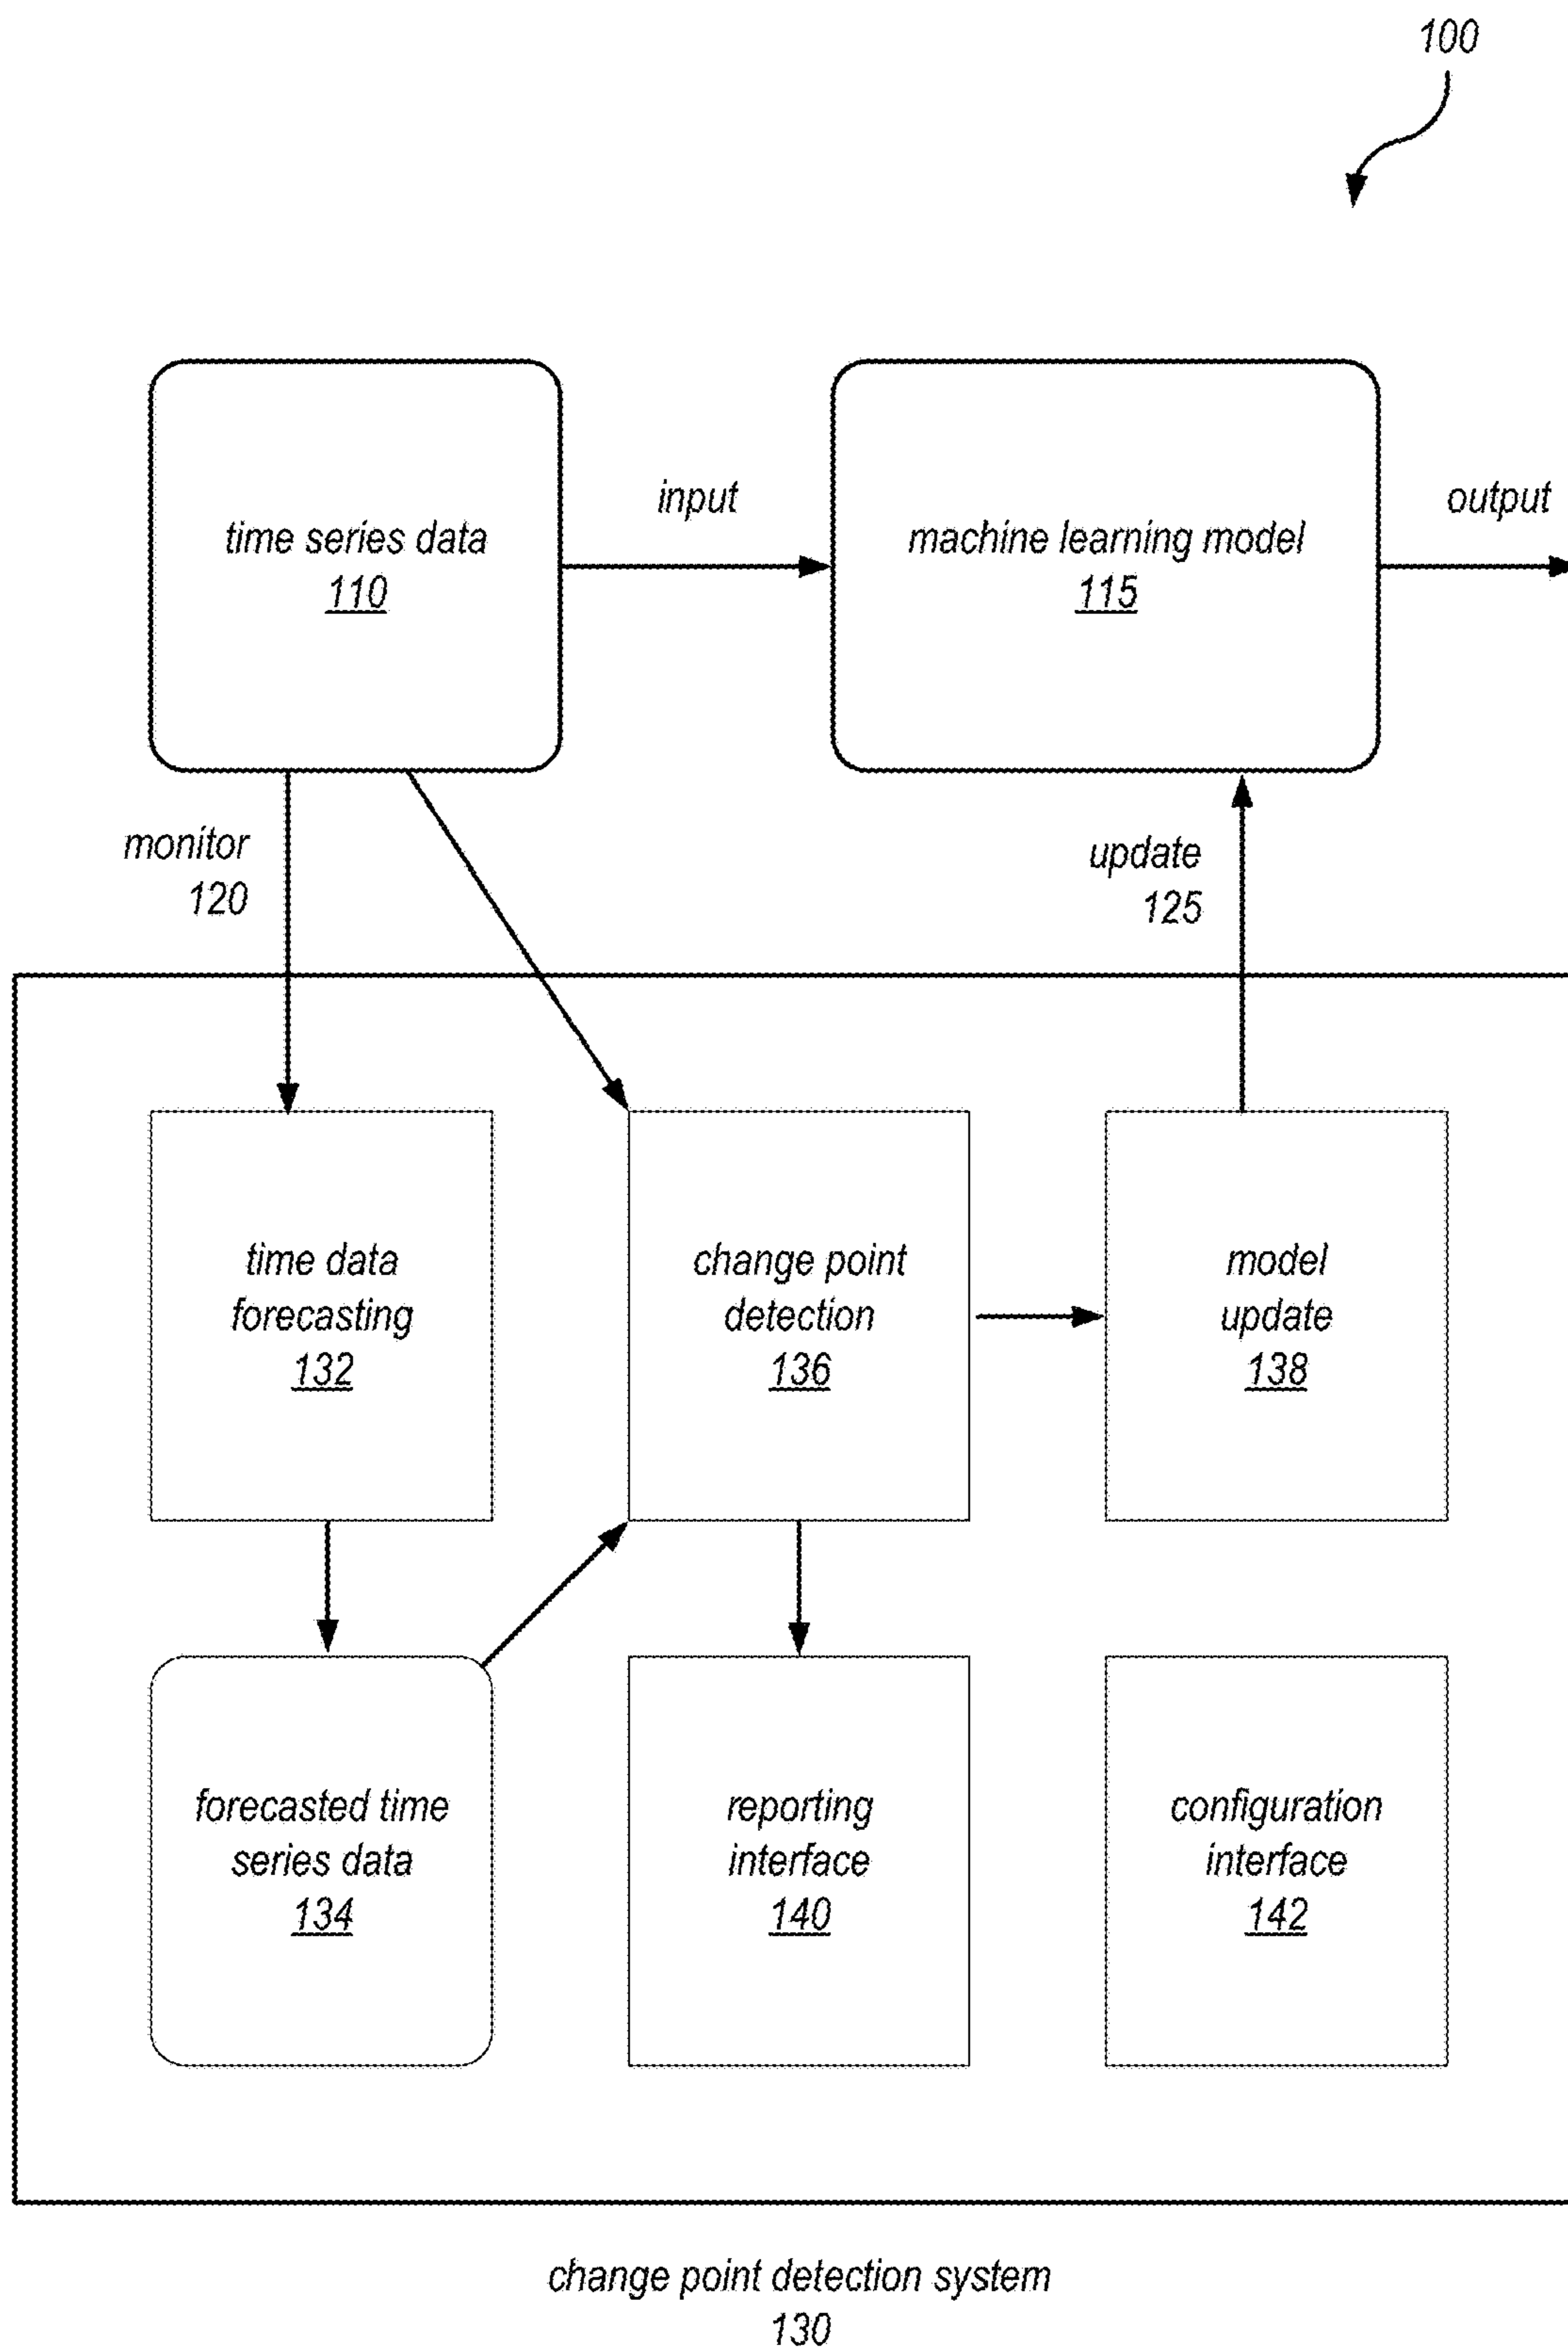 100
time series data
110
input
machine learning model
115
output
monitor
120
update
125
time data
forecasting
132
change point
detection
136
model
update
138
forecasted time
series data
134
reporting
interface
140
configuration
interface
142
change point detection system
130